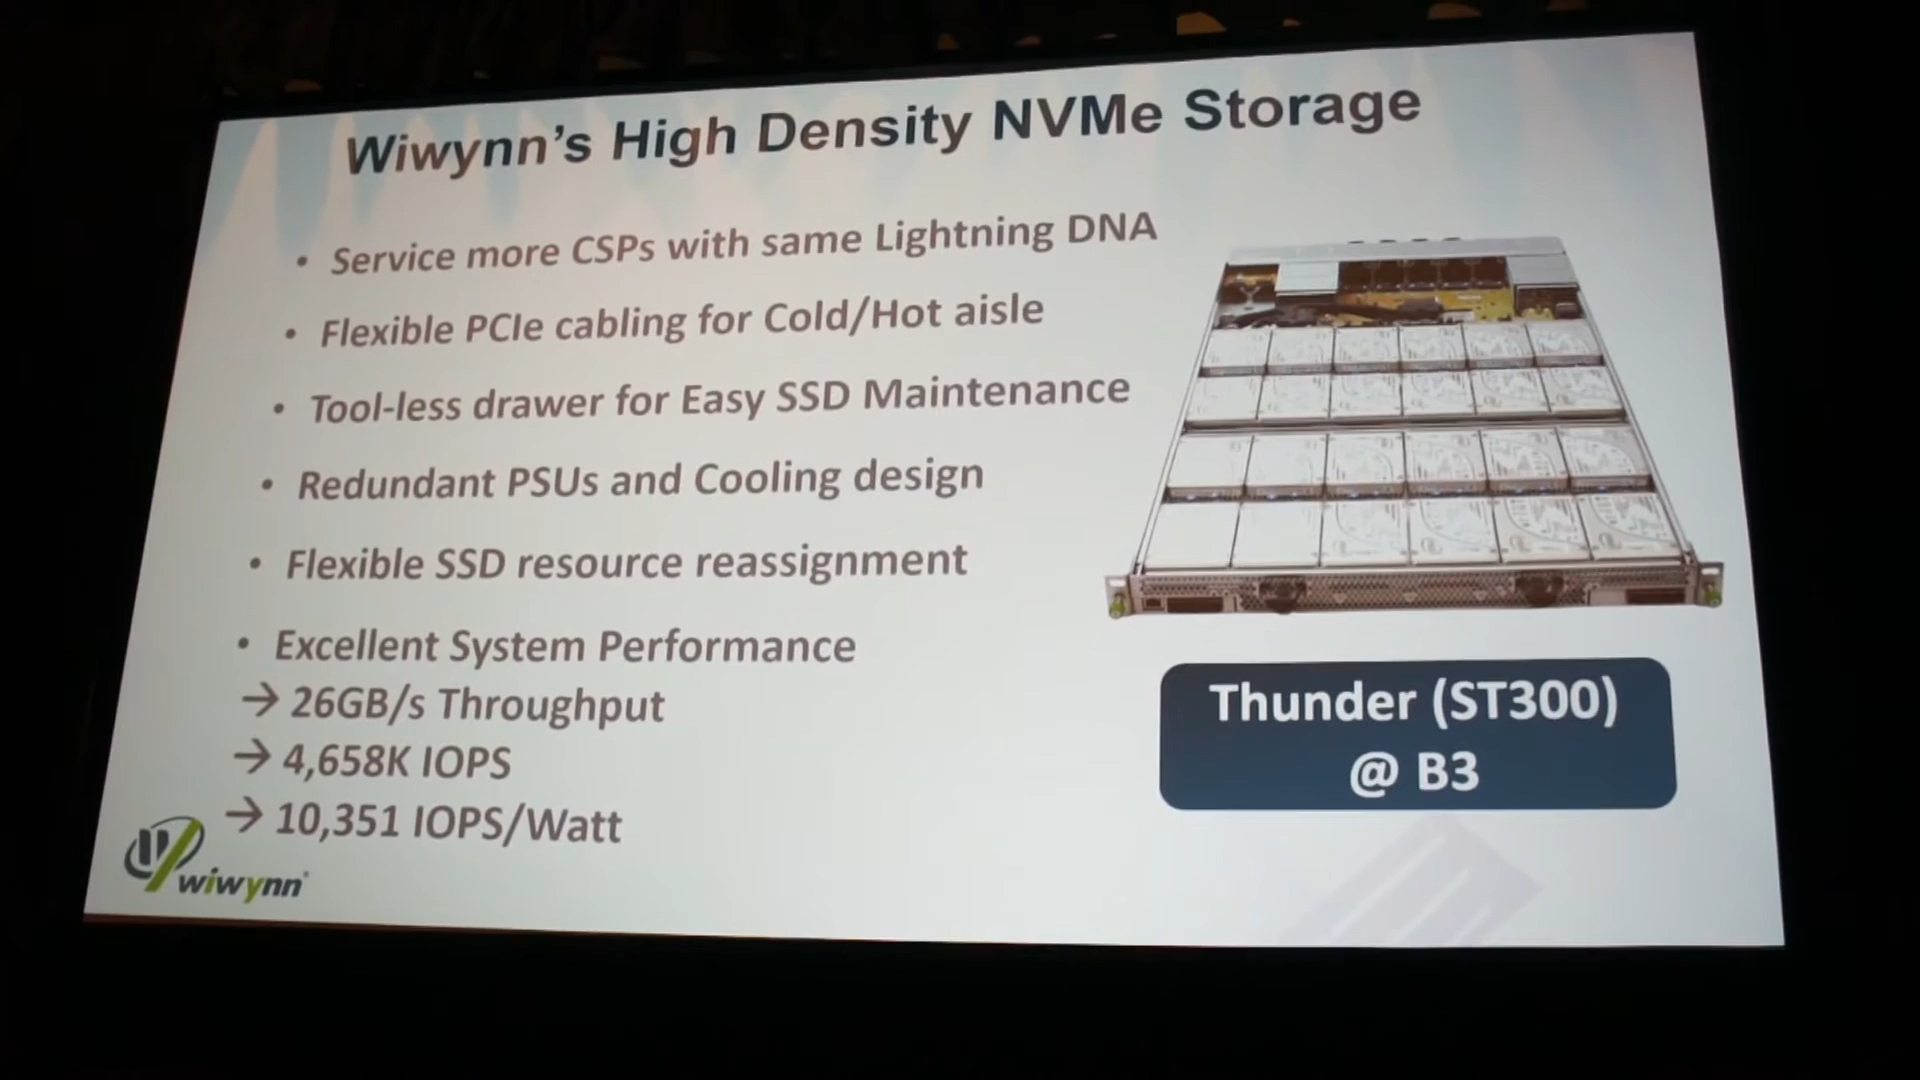 Wiwynn's High Density NVMe Storage
• Service more CSPs with same Lightning DNA
• Flexible PCIe cabling for Cold/Hot aisle
• Tool-less drawer for Easy SSD Maintenance
• Redundant PSUs and Cooling design
• Flexible SSD resource reassignment
• Excellent System Performance
→ 26GB/s Throughput
→ 4,658K IOPS
→ 10,351 IOPS/Watt
Thunder (ST300)
@ B3
wiwynn